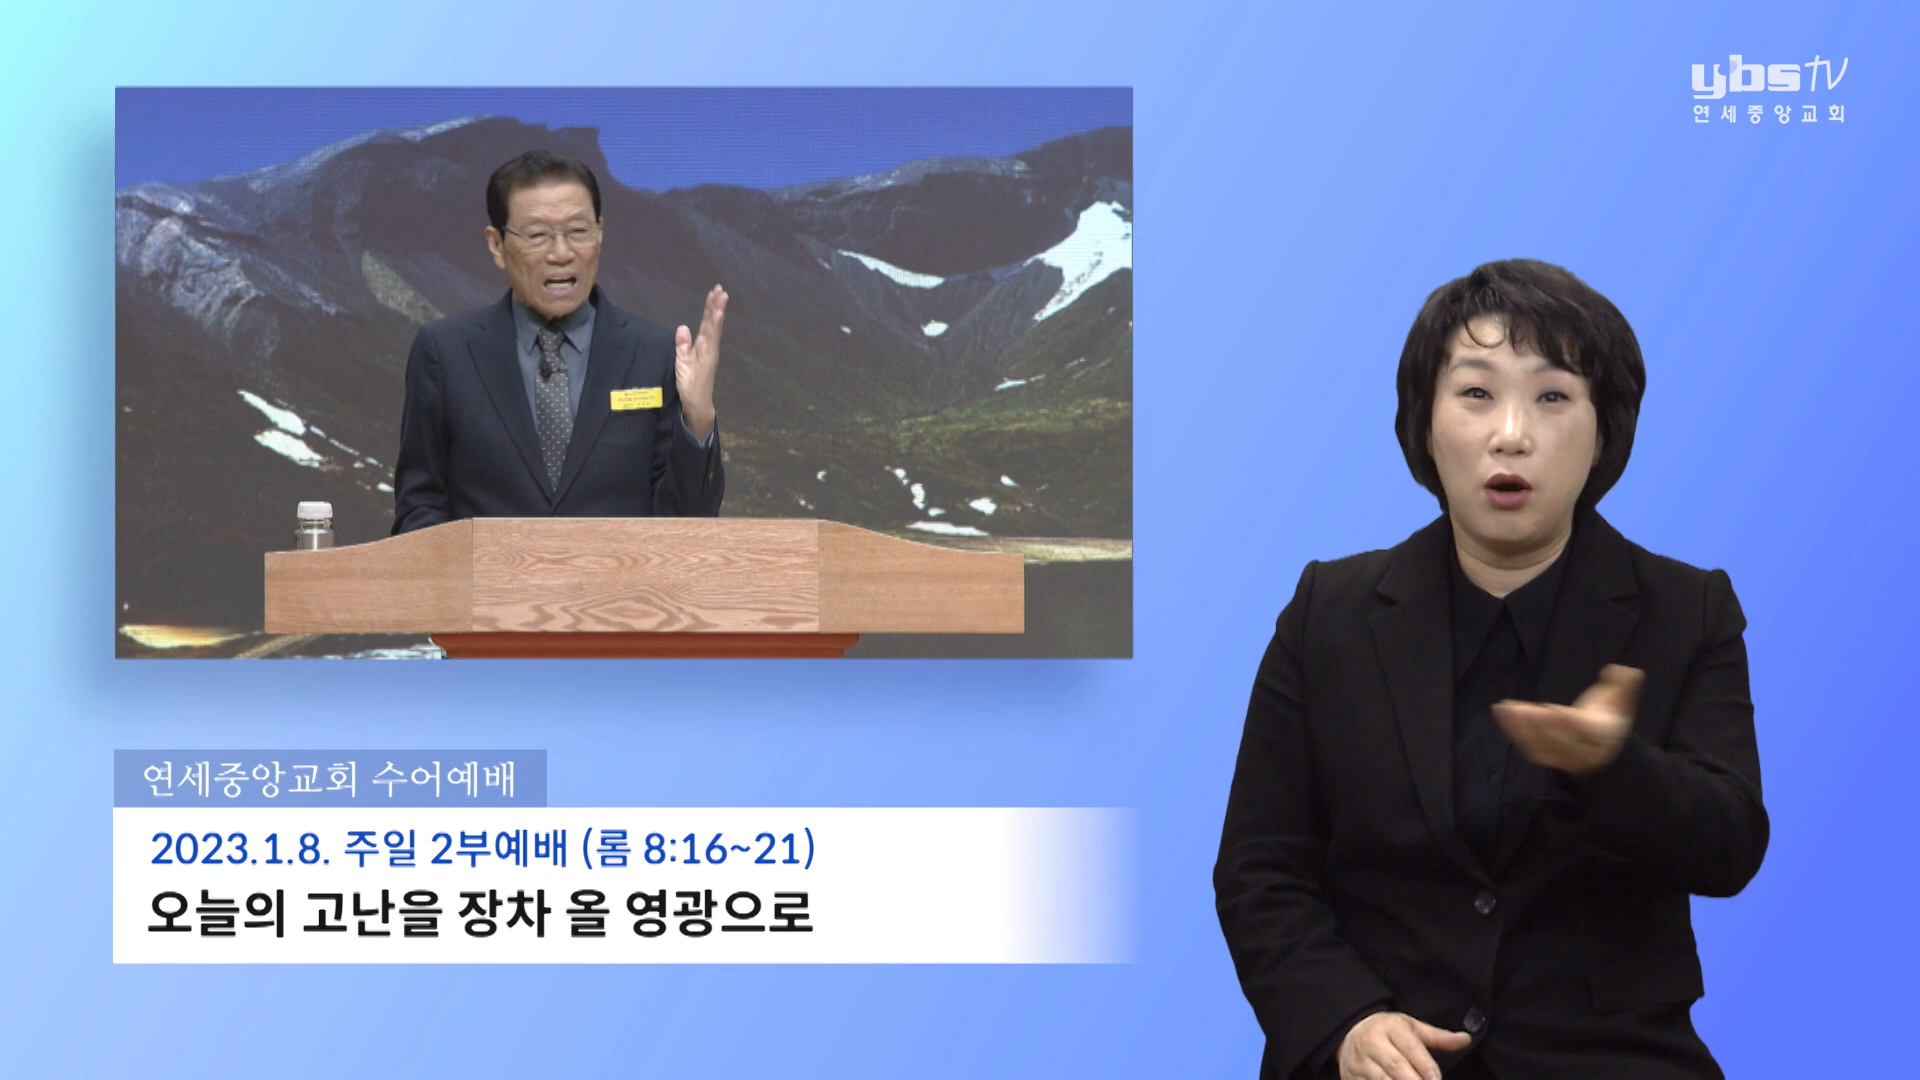 ybstv
연세중앙교회
연세중앙교회 수어예배
2023.1.8. 주일 2부예배 (롬 8:16~21)
오늘의 고난을 장차 올 영광으로